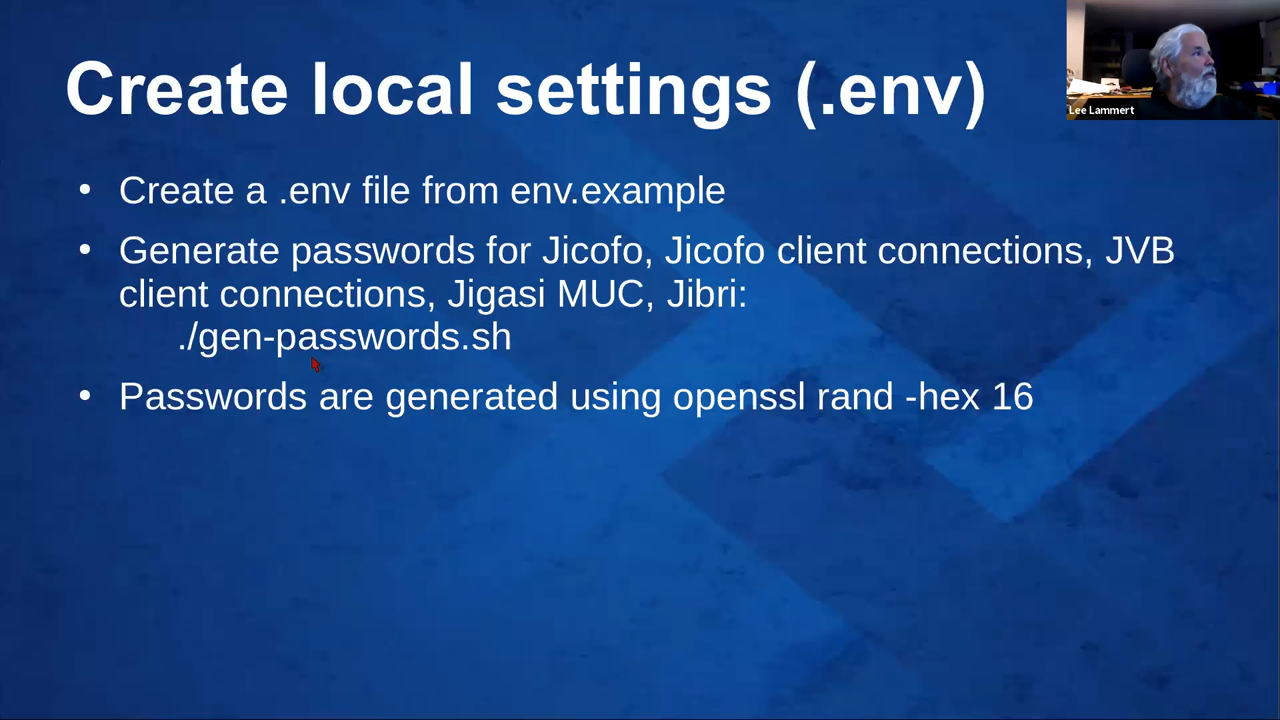 Create local settings (.env)
Lee Lammert
• Create a .env file from env.example
• Generate passwords for Jicofo, Jicofo client connections, JVB
client connections, Jigasi MUC, Jibri:
./gen-passwords.sh
• Passwords are generated using openssl rand -hex 16